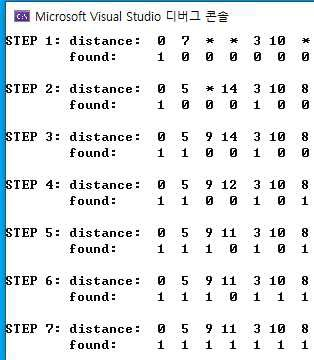 Microsoft Visual Studio 디버그 콘솔
STEP 1: distance: 0 7 * * 3 10 *
found: 1 0 0 0 0 0 0
STEP 2: distance: 0 5 * 14 3 10 8
found: 1 0 0 0 1 0 0
STEP 3: distance: 0 5 9 14 3 10 8
found: 1 1 0 0 1 0 0
STEP 4: distance: 0 5 9 12 3 10 8
found: 1 1 0 0 1 0 1
STEP 5: distance: 0 5 9 11 3 10 8
found: 1 1 1 0 1 0 1
STEP 6: distance: 0 5 9 11 3 10 8
found: 1 1 1 0 1 1 1
STEP 7: distance: 0 5 9 11 3 10 8
found: 1 1 1 1 1 1 1